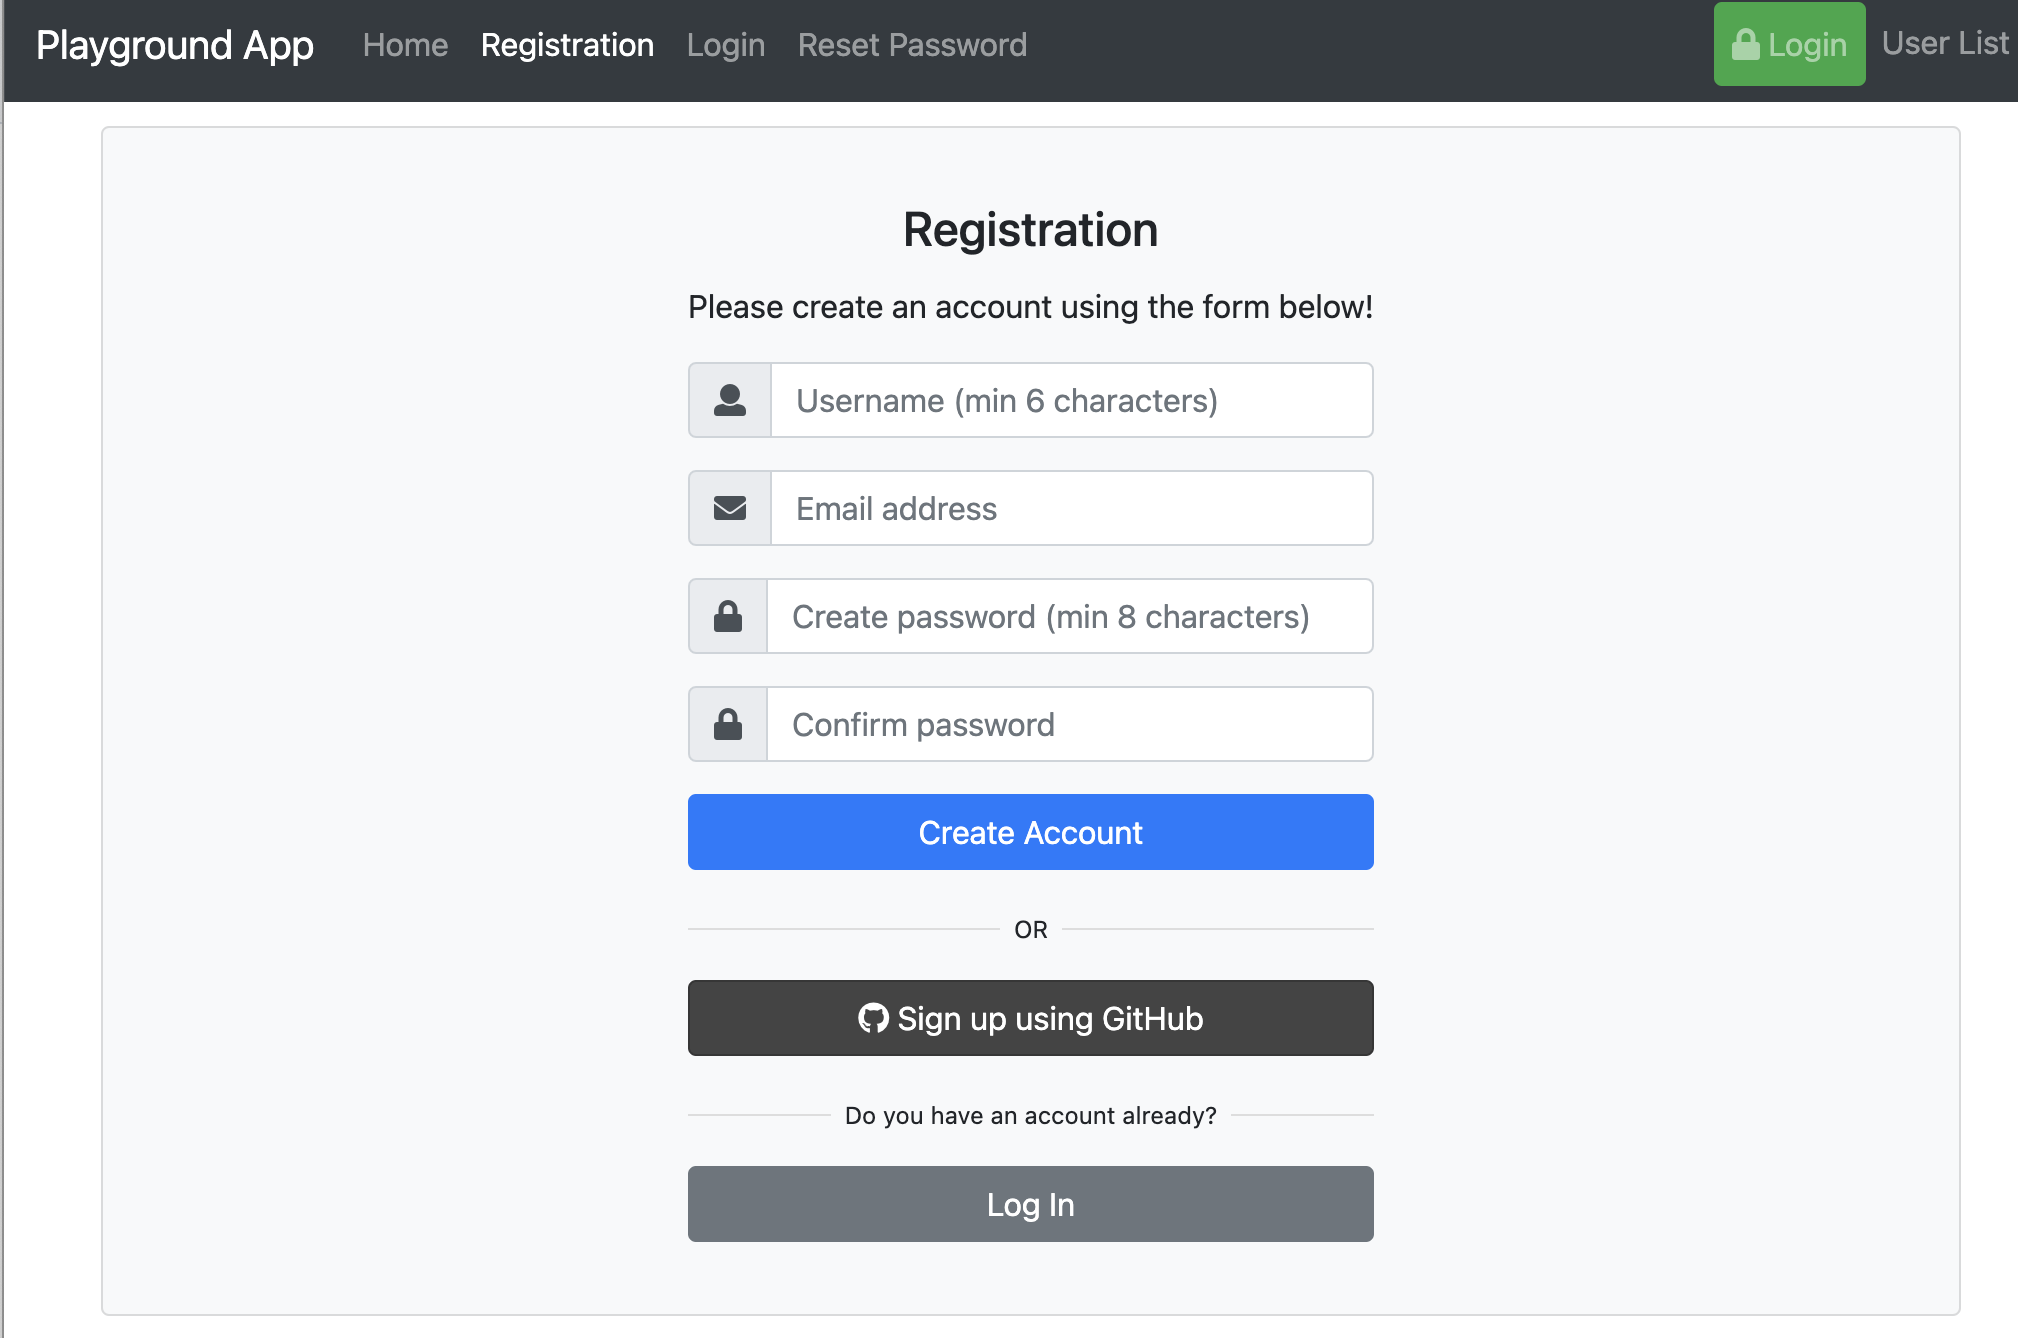 Playground App Home Registration Login Reset Password Login User List
Registration
Please create an account using the form below!
Username (min 6 characters)
Email address
Create password (min 8 characters)
Confirm password
Create Account
OR
Sign up using GitHub
Do you have an account already?
Log In